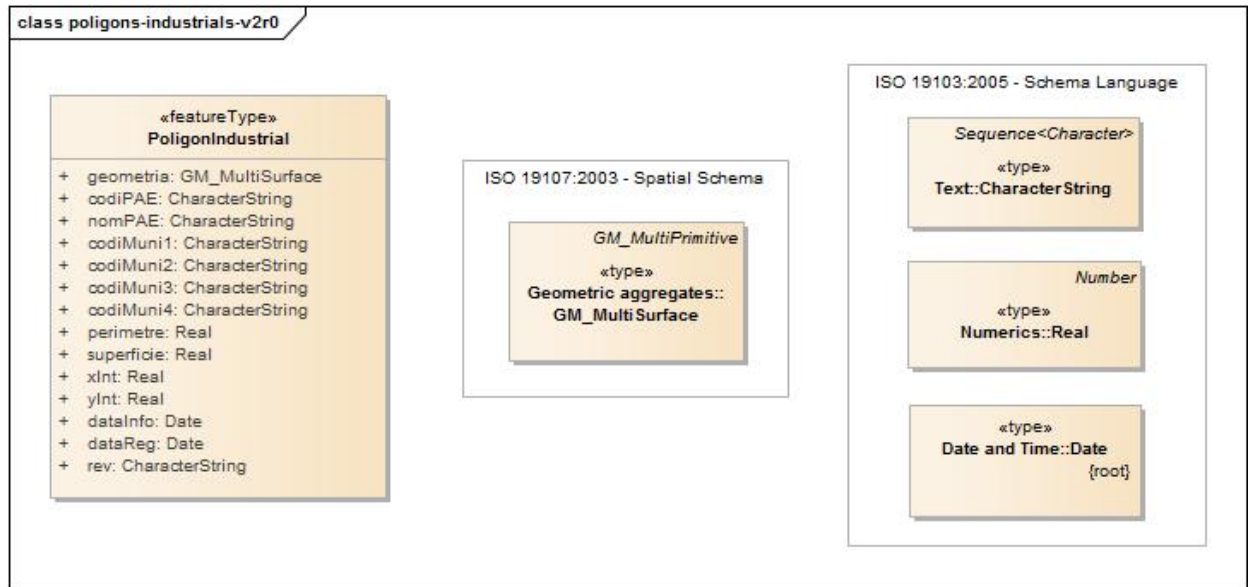 class poligons-industrials-v2r0
«featureType»
PoligonIndustrial
+ geometria: GM_MultiSurface
+ codiPAE: CharacterString
+ nomPAE: CharacterString
+ codiMuni1: CharacterString
+ codiMuni2: CharacterString
+ codiMuni3: CharacterString
+ codiMuni4: CharacterString
+ perimetre: Real
+ superficie: Real
+ xInt: Real
+ yInt: Real
+ dataInfo: Date
+ dataReg: Date
+ rev: CharacterString
ISO 19107:2003 - Spatial Schema
GM_MultiPrimitive
«type»
Geometric aggregates::
GM_MultiSurface
ISO 19103:2005 - Schema Language
Sequence<Character>
«type»
Text::CharacterString
Number
«type»
Numerics::Real
«type»
Date and Time::Date
{root}